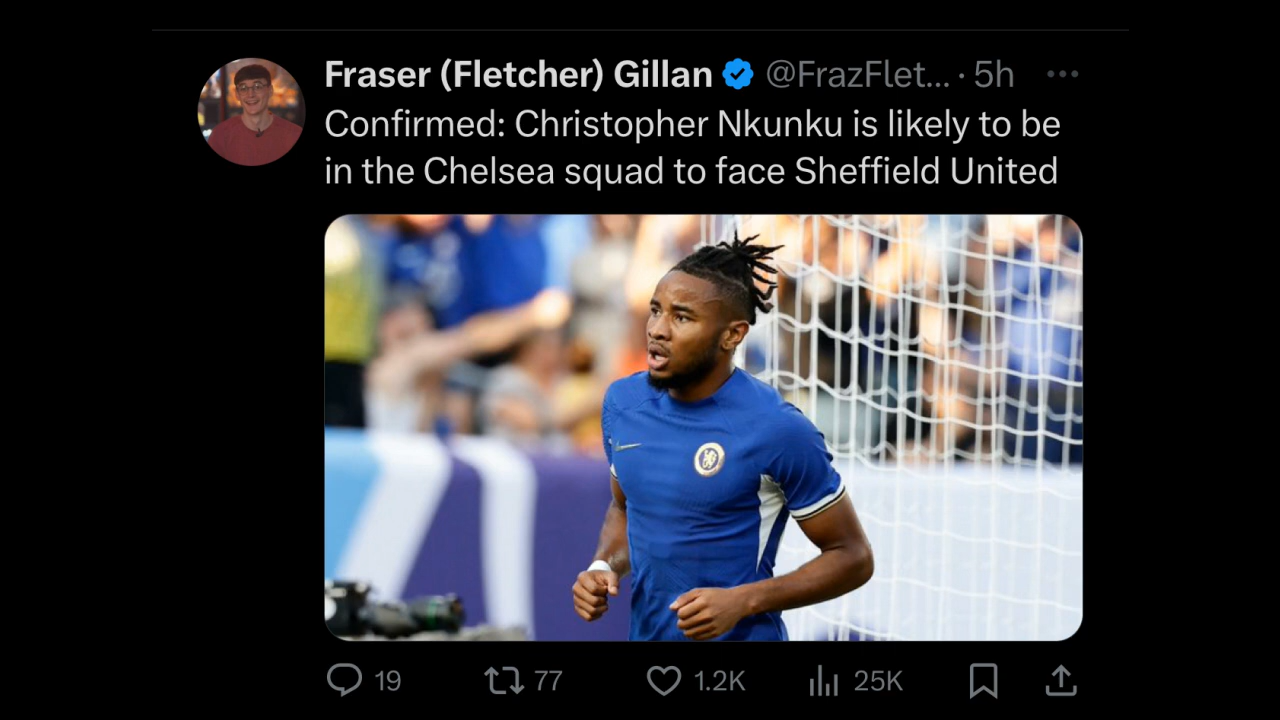 Fraser (Fletcher) Gillan @FrazFlet... · 5h
Confirmed: Christopher Nkunku is likely to be
in the Chelsea squad to face Sheffield United
19 77 1.2K 25K